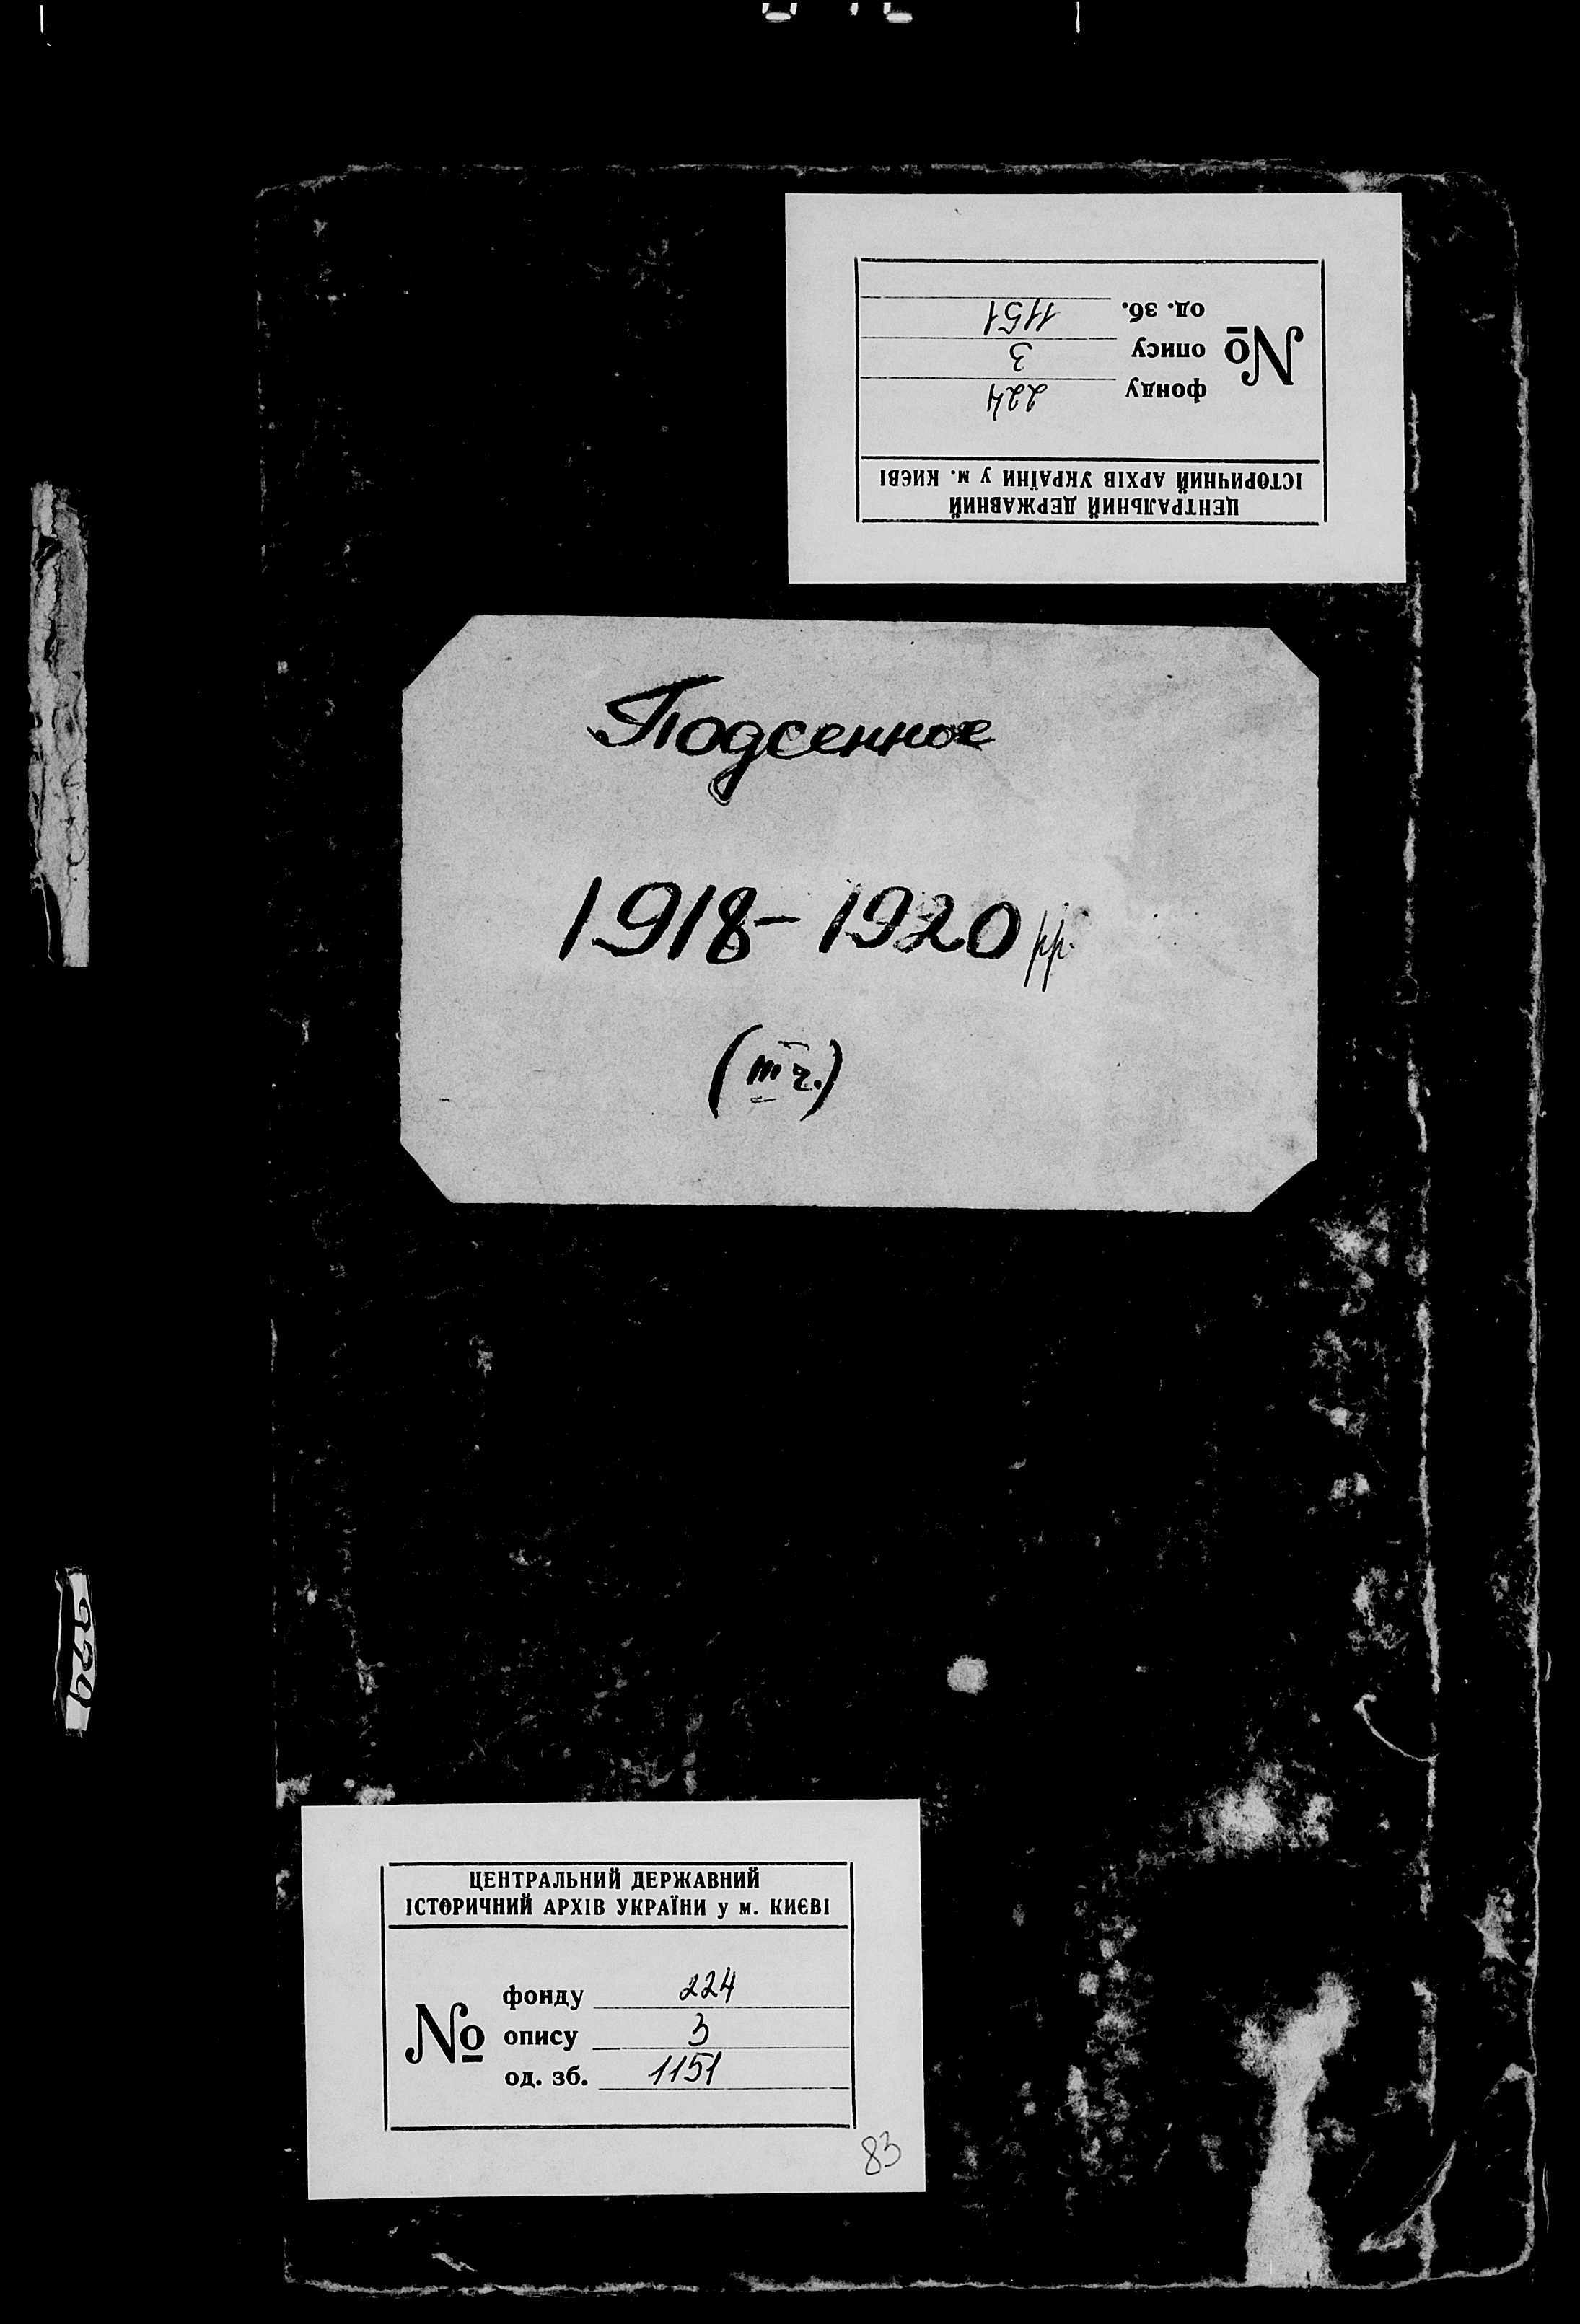 ЦЕНТРАЛЬНИЙ ДЕРЖАВНИЙ
ІСТОРИЧНИЙ АРХІВ УКРАЇНИ у м. КИЄВІ
№
фонду 224
опису 3
од. зб. 1151
Подсенное
1918-1920 рр.
(III ч.)
ЦЕНТРАЛЬНИЙ ДЕРЖАВНИЙ
ІСТОРИЧНИЙ АРХІВ УКРАЇНИ у м. КИЄВІ
№
фонду 224
опису 3
од. зб. 1151
83